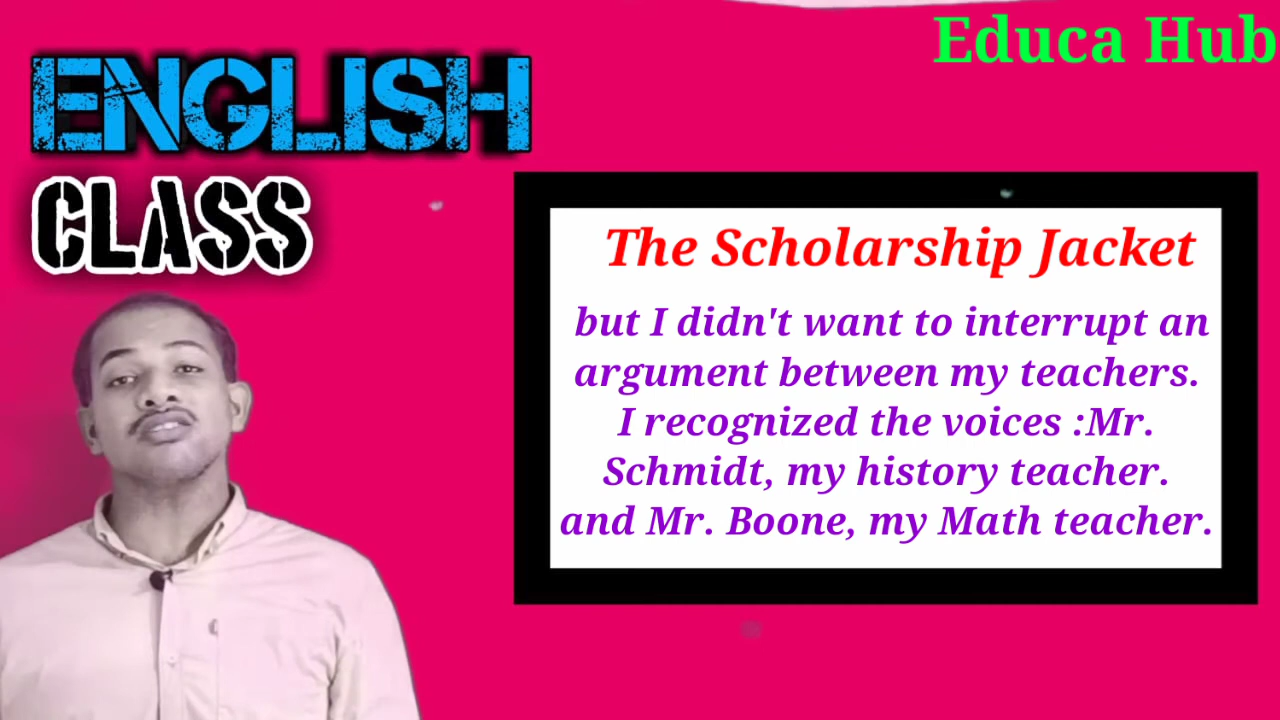 Educa Hub
ENGLISH
CLASS
The Scholarship Jacket
but I didn't want to interrupt an
argument between my teachers.
I recognized the voices :Mr.
Schmidt, my history teacher.
and Mr. Boone, my Math teacher.